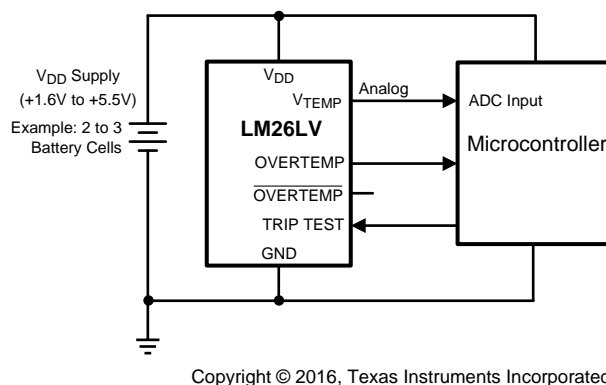 V_DD Supply
(+1.6V to +5.5V)
Example: 2 to 3
Battery Cells
V_DD
V_TEMP
LM26LV
OVERTEMP
OVERTEMP
TRIP TEST
GND
Analog
ADC Input
Microcontroller
Copyright © 2016, Texas Instruments Incorporated